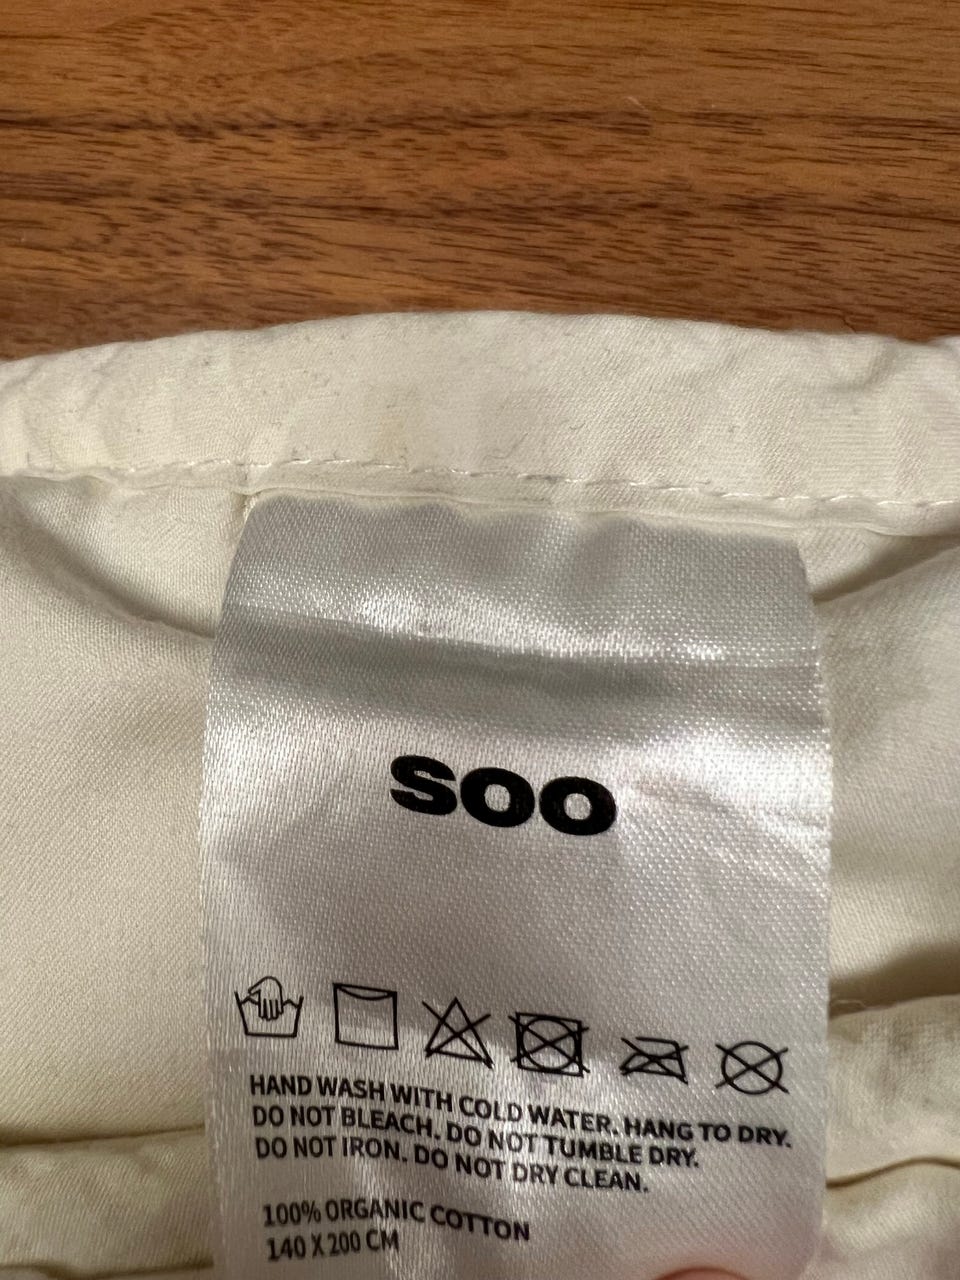 SOO
HAND WASH WITH COLD WATER. HANG TO DRY.
DO NOT BLEACH. DO NOT TUMBLE DRY.
DO NOT IRON. DO NOT DRY CLEAN.
100% ORGANIC COTTON
140 X 200 CM